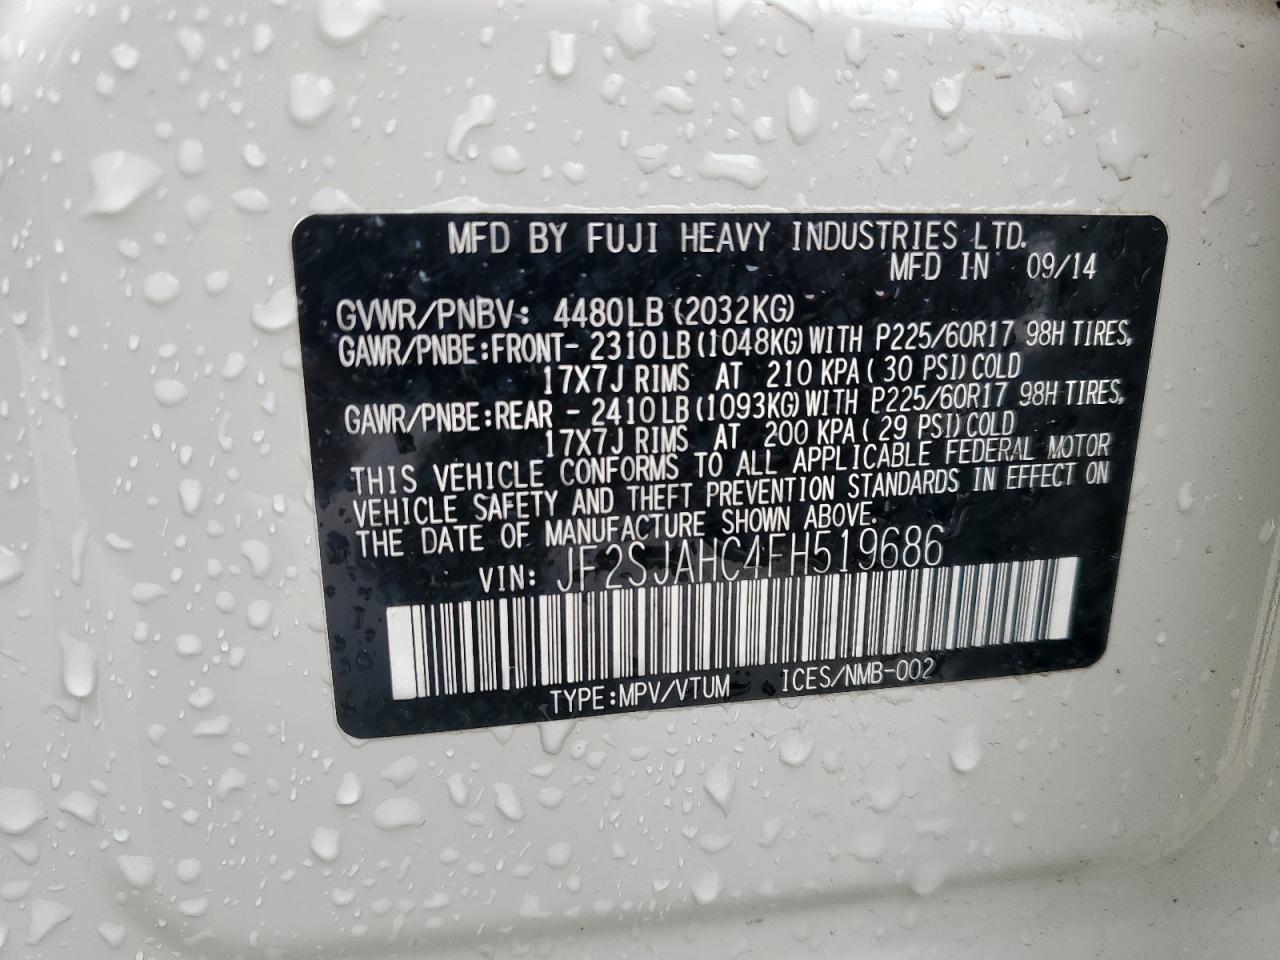 MFD BY FUJI HEAVY INDUSTRIES LTD.
MFD IN 09/14
GVWR/PNBV: 4480LB (2032KG)
GAWR/PNBE:FRONT- 2310LB (1048KG) WITH P225/60R17 98H TIRES,
17X7J RIMS AT 210 KPA ( 30 PSI) COLD
GAWR/PNBE:REAR - 2410LB (1093KG) WITH P225/60R17 98H TIRES,
17X7J RIMS AT 200 KPA ( 29 PSI) COLD
THIS VEHICLE CONFORMS TO ALL APPLICABLE FEDERAL MOTOR
VEHICLE SAFETY AND THEFT PREVENTION STANDARDS IN EFFECT ON
THE DATE OF MANUFACTURE SHOWN ABOVE.
VIN: JF2SJAHC4FH519686
TYPE:MPV/VTUM ICES/NMB-002